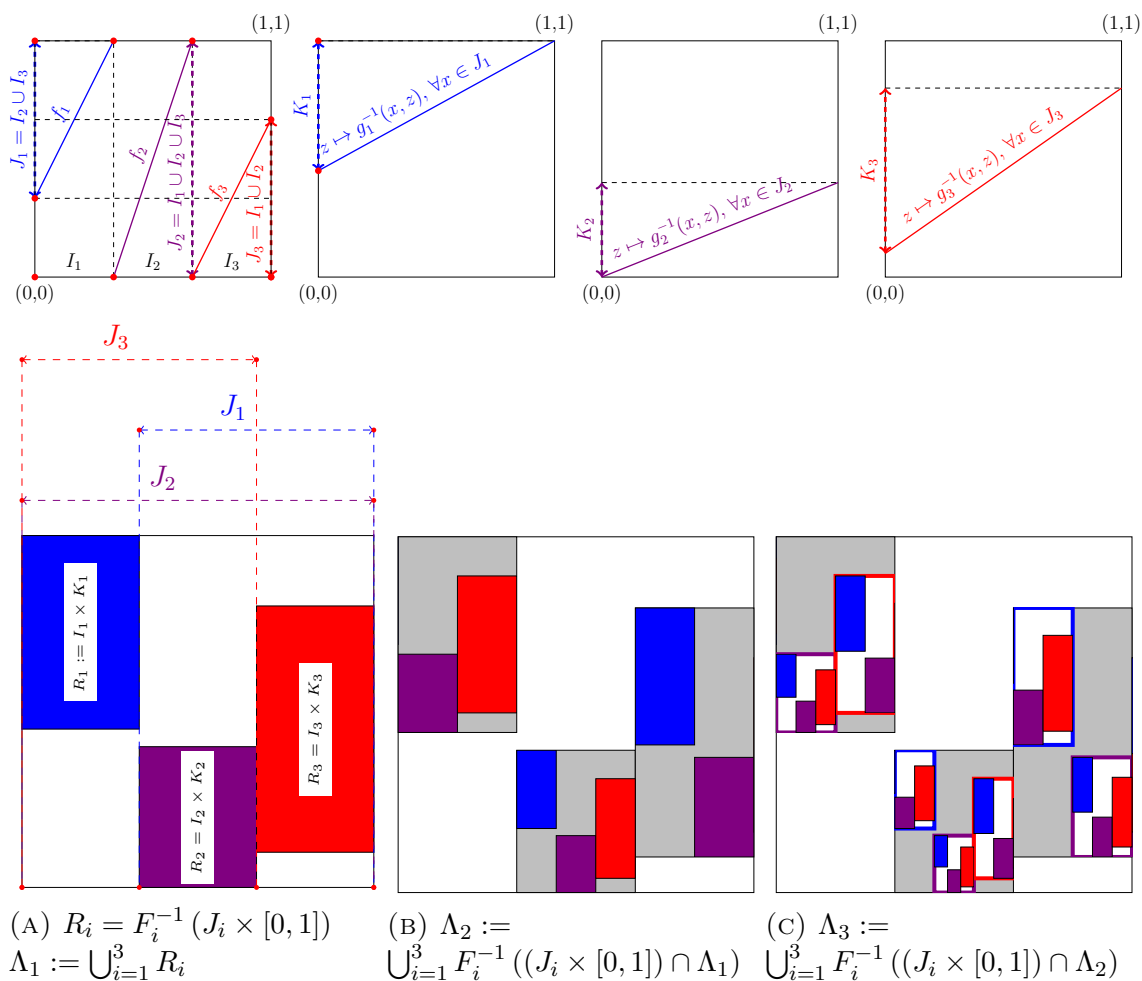 (1,1)
(1,1)
(1,1)
(1,1)
J₁ = I₂ ∪ I₃
f₁
f₂
J₂ = I₁ ∪ I₂ ∪ I₃
f₃
J₃ = I₁ ∪ I₂
I₁
I₂
I₃
(0,0)
K₁
z ↦ g₁⁻¹(x, z), ∀x ∈ J₁
(0,0)
K₂
z ↦ g₂⁻¹(x, z), ∀x ∈ J₂
(0,0)
K₃
z ↦ g₃⁻¹(x, z), ∀x ∈ J₃
(0,0)
J₃
J₁
J₂
R₁ := I₁ × K₁
R₂ = I₂ × K₂
R₃ = I₃ × K₃
(A) Rᵢ = Fᵢ⁻¹ (Jᵢ × [0, 1])
Λ₁ := ⋃³ᵢ₌₁ Rᵢ
(B) Λ₂ :=
⋃³ᵢ₌₁ Fᵢ⁻¹ ((Jᵢ × [0, 1]) ∩ Λ₁)
(C) Λ₃ :=
⋃³ᵢ₌₁ Fᵢ⁻¹ ((Jᵢ × [0, 1]) ∩ Λ₂)